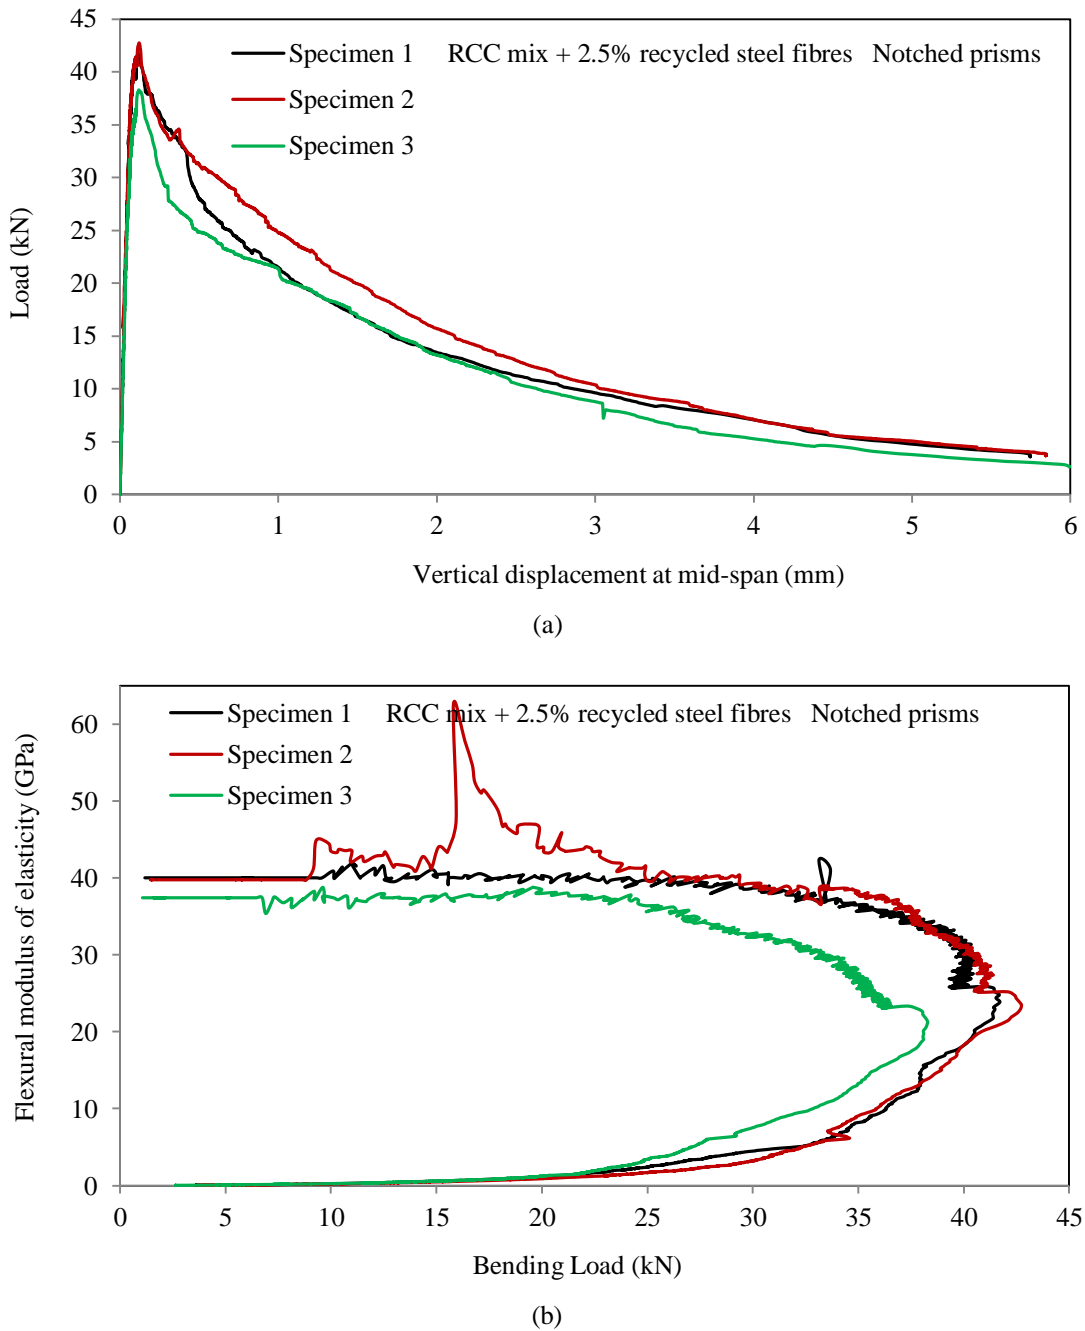 45
40
35
30
25
20
15
10
5
0
Load (kN)
Specimen 1 RCC mix + 2.5% recycled steel fibres Notched prisms
Specimen 2
Specimen 3
0 1 2 3 4 5 6
Vertical displacement at mid-span (mm)
(a)
60
50
40
30
20
10
0
Flexural modulus of elasticity (GPa)
Specimen 1 RCC mix + 2.5% recycled steel fibres Notched prisms
Specimen 2
Specimen 3
0 5 10 15 20 25 30 35 40 45
Bending Load (kN)
(b)